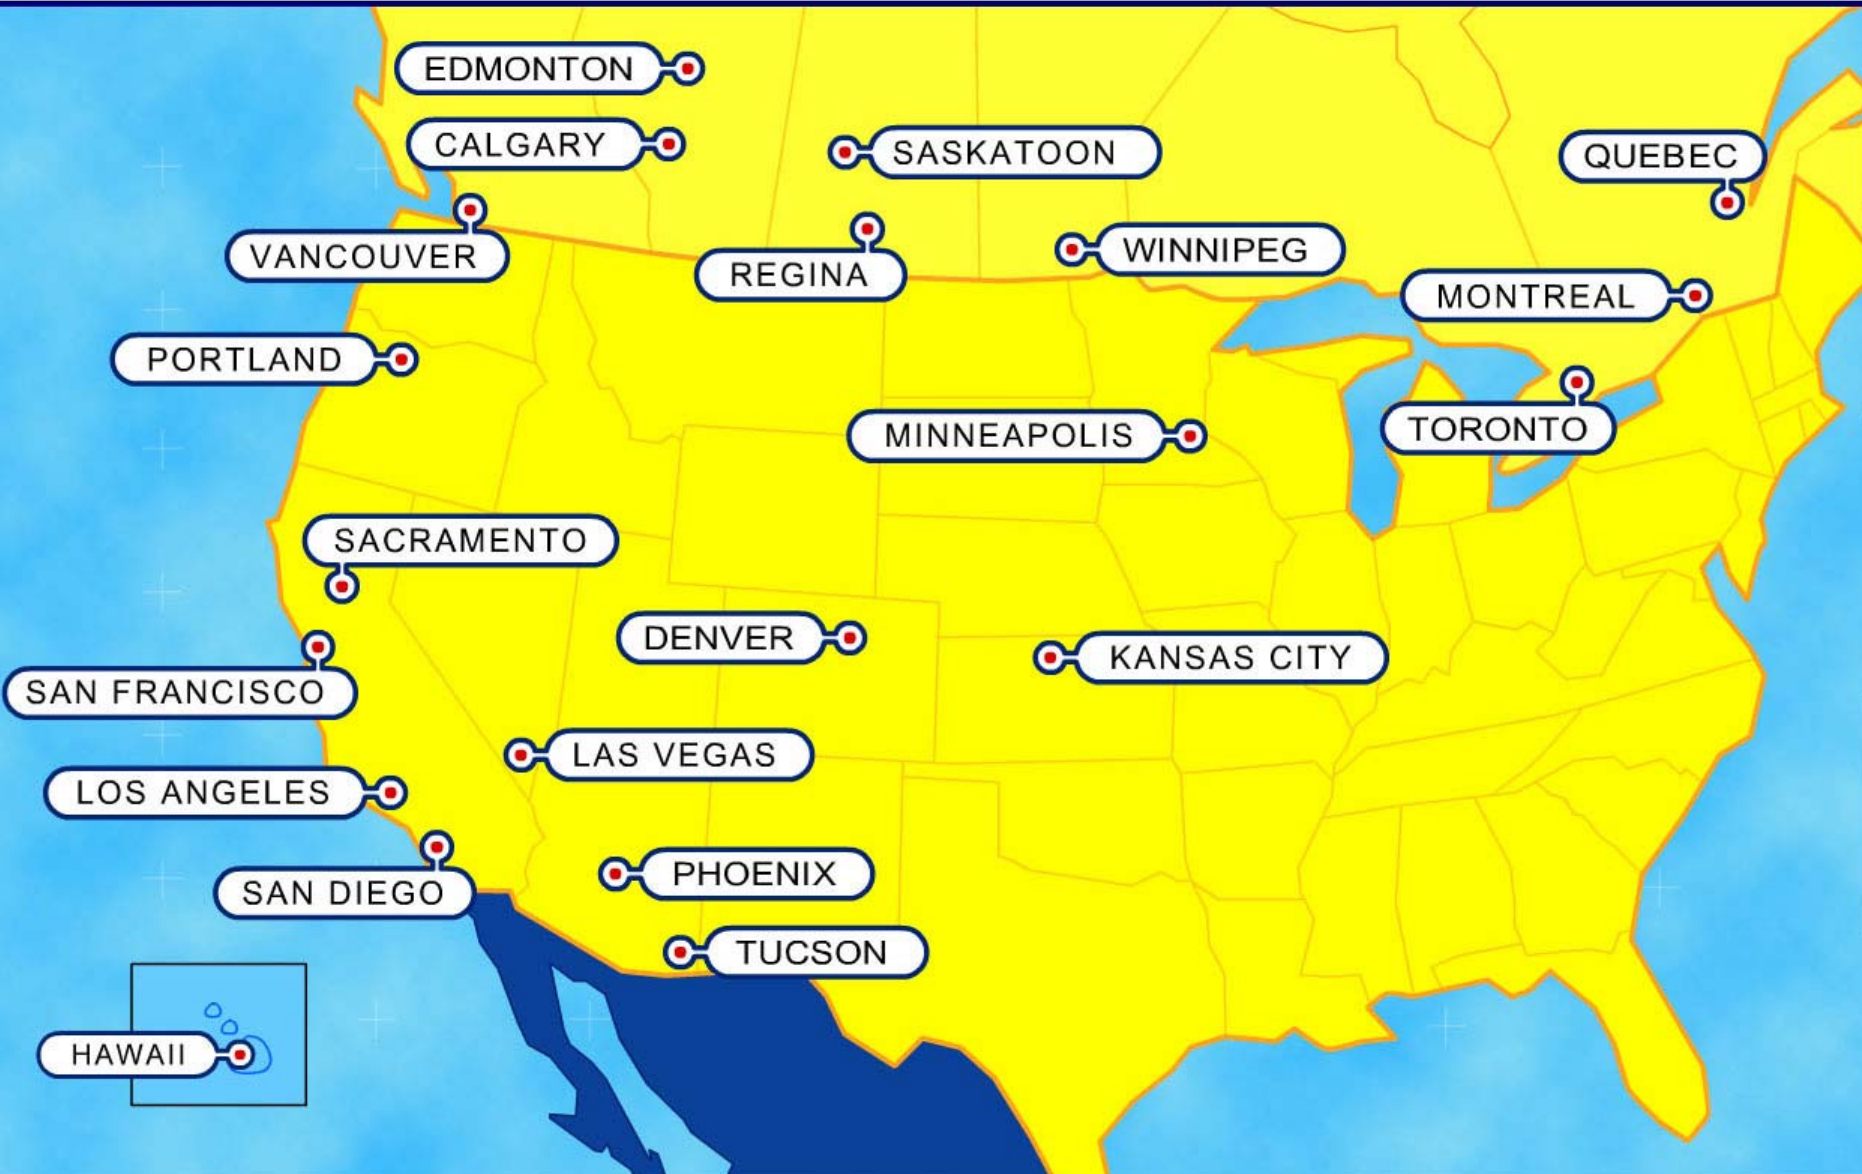 EDMONTON
CALGARY
SASKATOON
QUEBEC
VANCOUVER
REGINA
WINNIPEG
MONTREAL
PORTLAND
MINNEAPOLIS
TORONTO
SACRAMENTO
DENVER
KANSAS CITY
SAN FRANCISCO
LAS VEGAS
LOS ANGELES
PHOENIX
SAN DIEGO
TUCSON
HAWAII